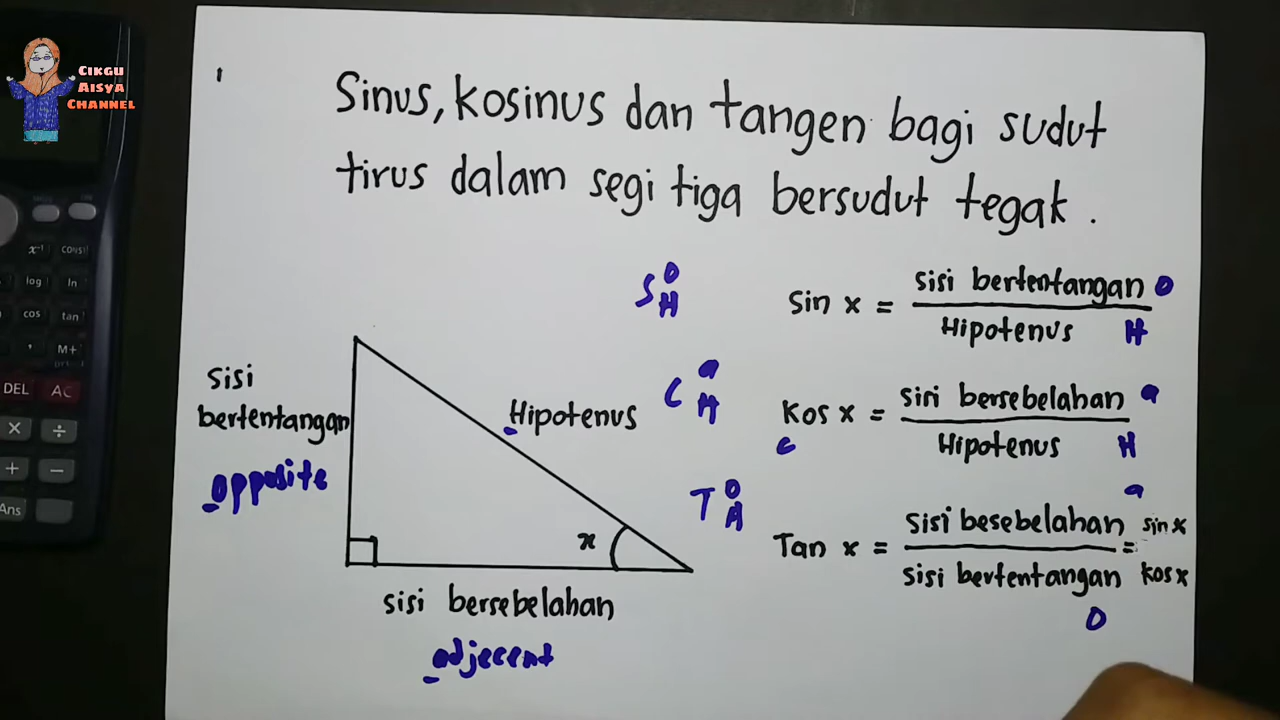 CIKGU
AISYA
CHANNEL
Sinus, kosinus dan tangen bagi sudut
tirus dalam segi tiga bersudut tegak.
S O
H
C a
H
T O
A
Sin x = sisi bertentangan O
Hipotenus H
Kos x = sisi bersebelahan a
C
Hipotenus H
a
Tan x = sisi besebelahan = sin x
sisi bertentangan kos x
O
sisi
bertentangan
opposite
Hipotenus
x
sisi bersebelahan
adjecent
x⁻¹ CONST
log ln
cos tan
, M+
DEL AC
× ÷
+ −
Ans